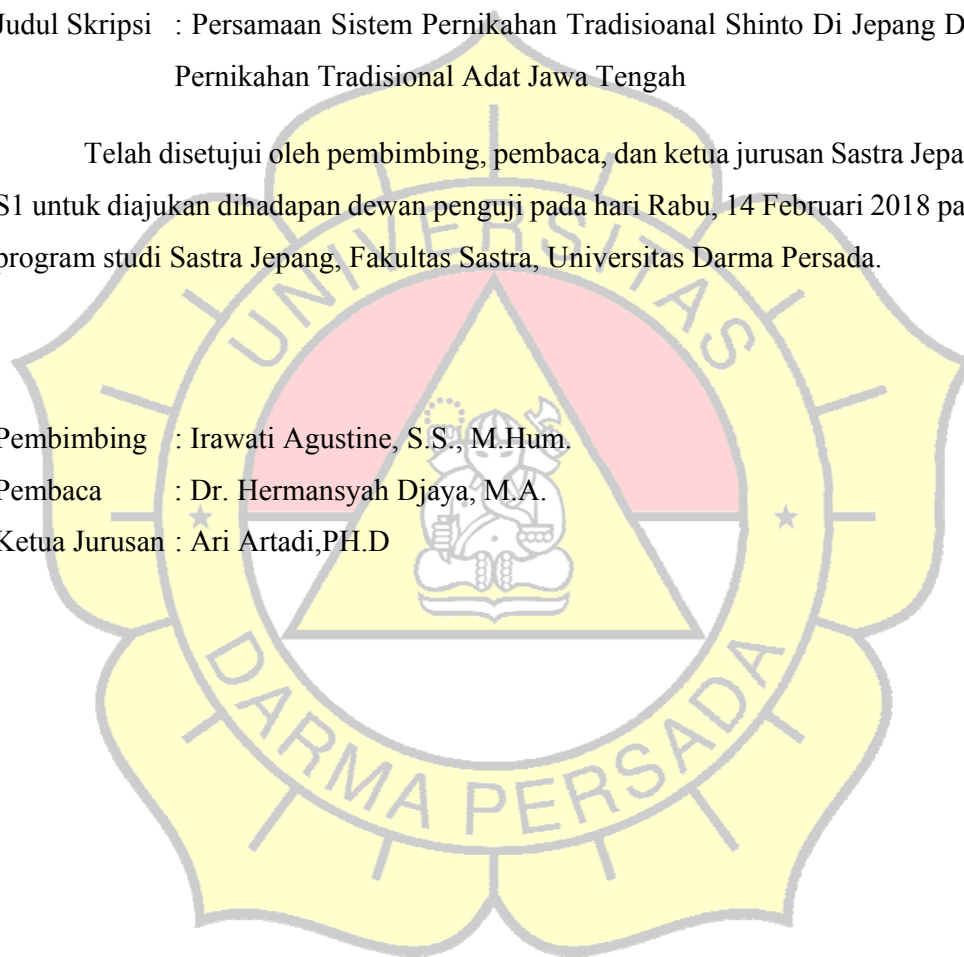 Judul Skripsi : Persamaan Sistem Pernikahan Tradisioanal Shinto Di Jepang D
Pernikahan Tradisional Adat Jawa Tengah
Telah disetujui oleh pembimbing, pembaca, dan ketua jurusan Sastra Jepa
S1 untuk diajukan dihadapan dewan penguji pada hari Rabu, 14 Februari 2018 pa
program studi Sastra Jepang, Fakultas Sastra, Universitas Darma Persada.
UNIVERSITAS
Pembimbing : Irawati Agustine, S.S., M.Hum.
Pembaca : Dr. Hermansyah Djaya, M.A.
Ketua Jurusan : Ari Artadi,PH.D
DARMA PERSADA